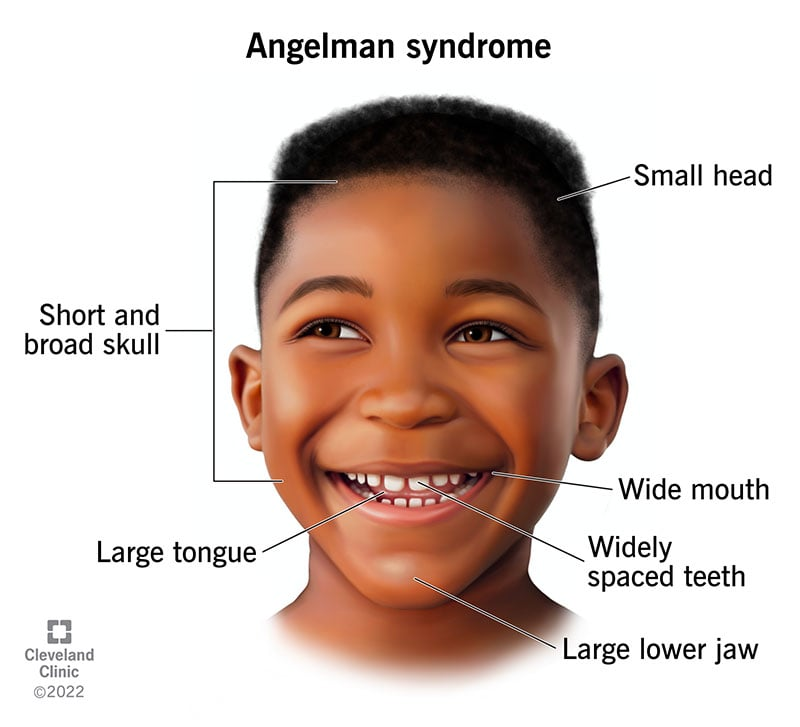 Angelman syndrome
Small head
Short and
broad skull
Wide mouth
Large tongue
Widely
spaced teeth
Large lower jaw
Cleveland
Clinic
©2022